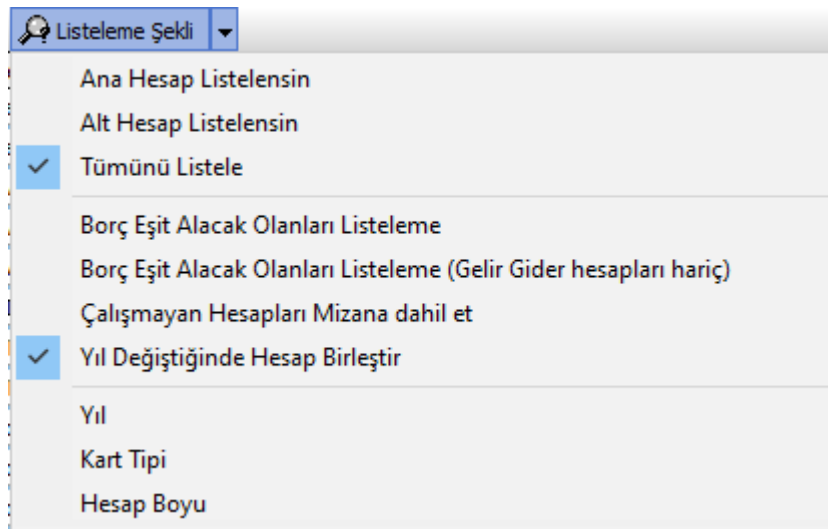 Listeleme Şekli
Ana Hesap Listelensin
Alt Hesap Listelensin
Tümünü Listele
Borç Eşit Alacak Olanları Listeleme
Borç Eşit Alacak Olanları Listeleme (Gelir Gider hesapları hariç)
Çalışmayan Hesapları Mizana dahil et
Yıl Değiştiğinde Hesap Birleştir
Yıl
Kart Tipi
Hesap Boyu